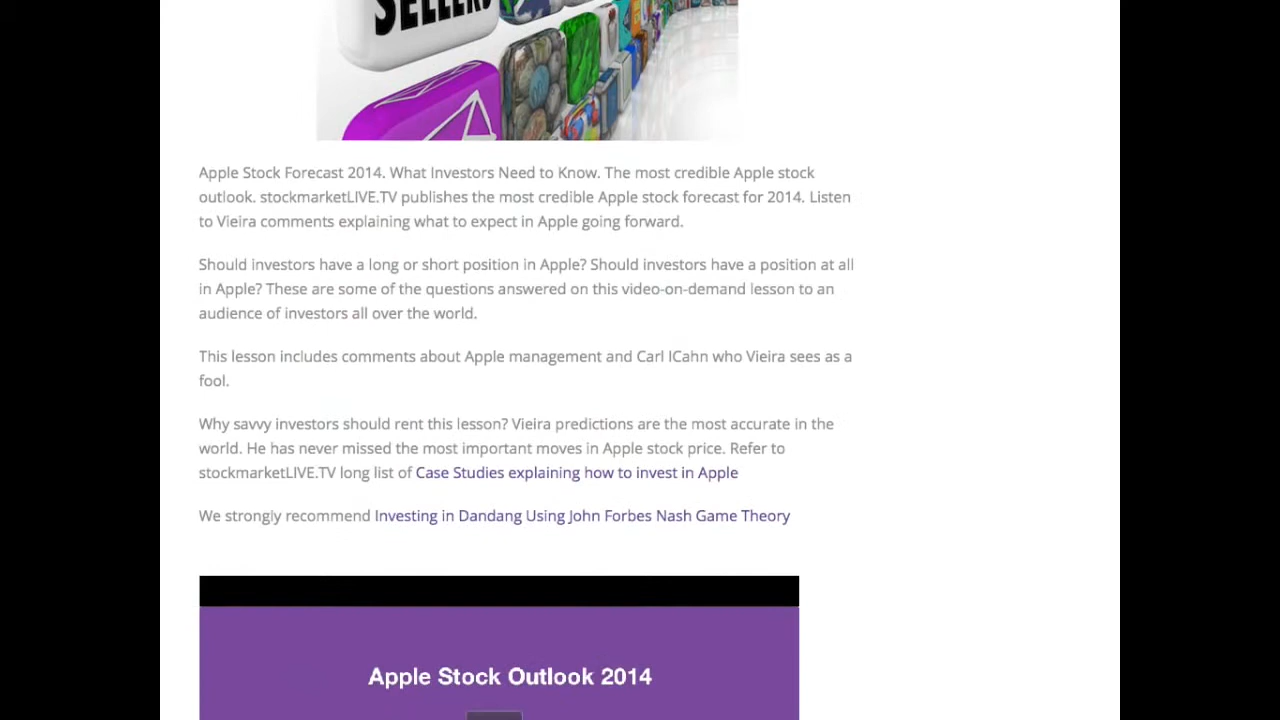 SELLERS
Apple Stock Forecast 2014. What Investors Need to Know. The most credible Apple stock
outlook. stockmarketLIVE.TV publishes the most credible Apple stock forecast for 2014. Listen
to Vieira comments explaining what to expect in Apple going forward.
Should investors have a long or short position in Apple? Should investors have a position at all
in Apple? These are some of the questions answered on this video-on-demand lesson to an
audience of investors all over the world.
This lesson includes comments about Apple management and Carl ICahn who Vieira sees as a
fool.
Why savvy investors should rent this lesson? Vieira predictions are the most accurate in the
world. He has never missed the most important moves in Apple stock price. Refer to
stockmarketLIVE.TV long list of Case Studies explaining how to invest in Apple
We strongly recommend Investing in Dandang Using John Forbes Nash Game Theory
Apple Stock Outlook 2014